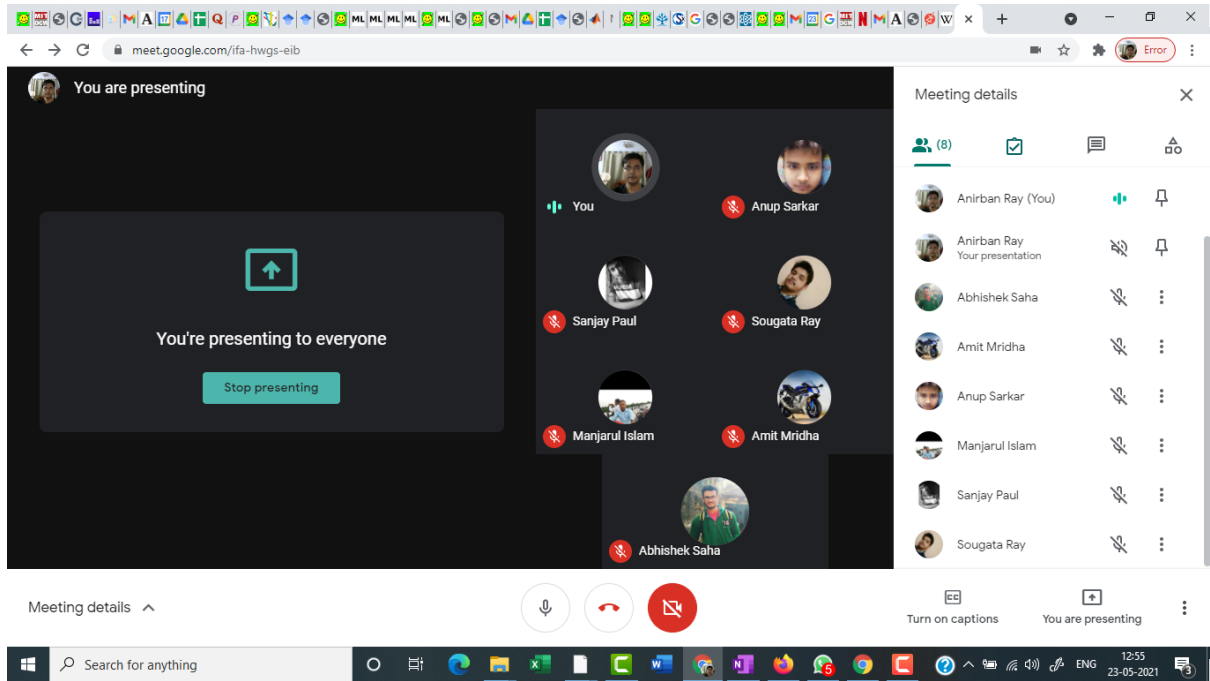 meet.google.com/ifa-hwgs-eib
Error
You are presenting
You're presenting to everyone
Stop presenting
You
Anup Sarkar
Sanjay Paul
Sougata Ray
Manjarul Islam
Amit Mridha
Abhishek Saha
Meeting details
(8)
Anirban Ray (You)
Anirban Ray
Your presentation
Abhishek Saha
Amit Mridha
Anup Sarkar
Manjarul Islam
Sanjay Paul
Sougata Ray
Meeting details
Turn on captions
You are presenting
Search for anything
ENG
12:55
23-05-2021